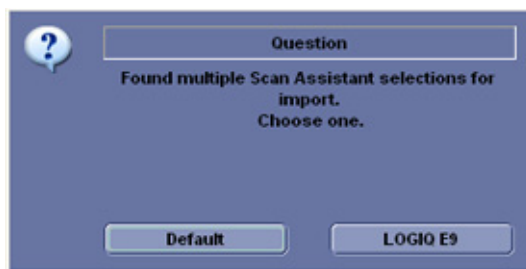 ?
Question
Found multiple Scan Assistant selections for
import.
Choose one.
Default
LOGIQ E9